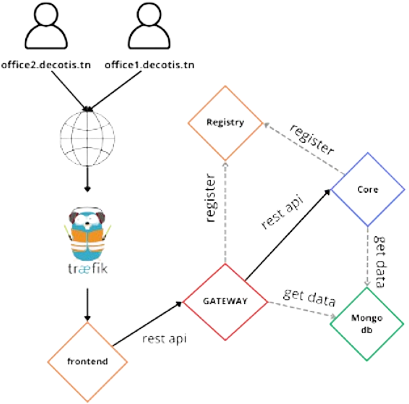 office2.decotis.tn
office1.decotis.tn
Registry
register
Core
register
rest api
get data
træfik
GATEWAY
get data
Mongo
db
rest api
frontend